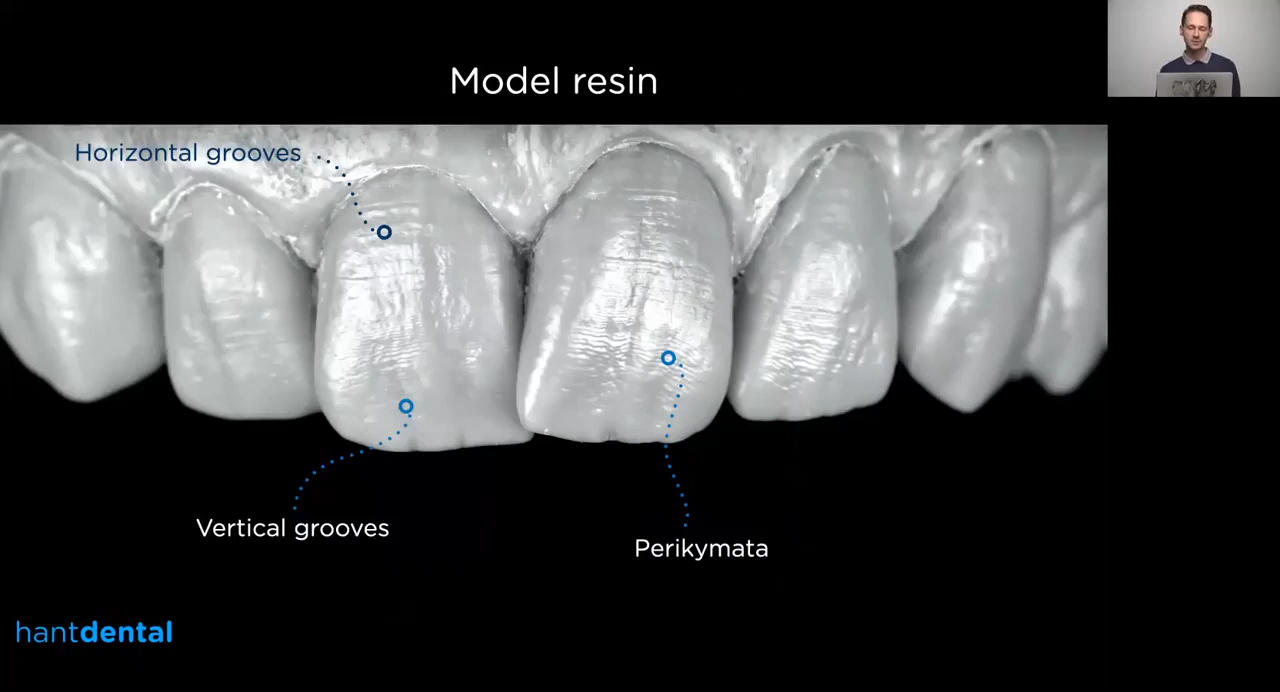 Model resin
Horizontal grooves
Vertical grooves
Perikymata
hantdental